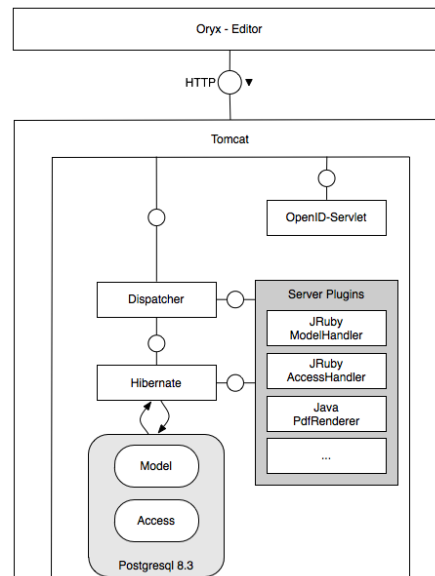 Oryx - Editor
HTTP
Tomcat
OpenID-Servlet
Dispatcher
Server Plugins
JRuby
ModelHandler
JRuby
AccessHandler
Hibernate
Java
PdfRenderer
...
Model
Access
Postgresql 8.3